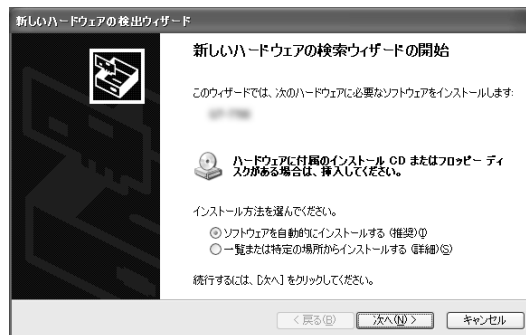 新しいハードウェアの検出ウィザード
新しいハードウェアの検索ウィザードの開始
このウィザードでは、次のハードウェアに必要なソフトウェアをインストールします:
ハードウェアに付属のインストール CD またはフロッピー ディ
スクがある場合は、挿入してください。
インストール方法を選んでください。
ソフトウェアを自動的にインストールする (推奨)(I)
一覧または特定の場所からインストールする (詳細)(S)
続行するには、[次へ] をクリックしてください。
< 戻る(B) 次へ(N) > キャンセル